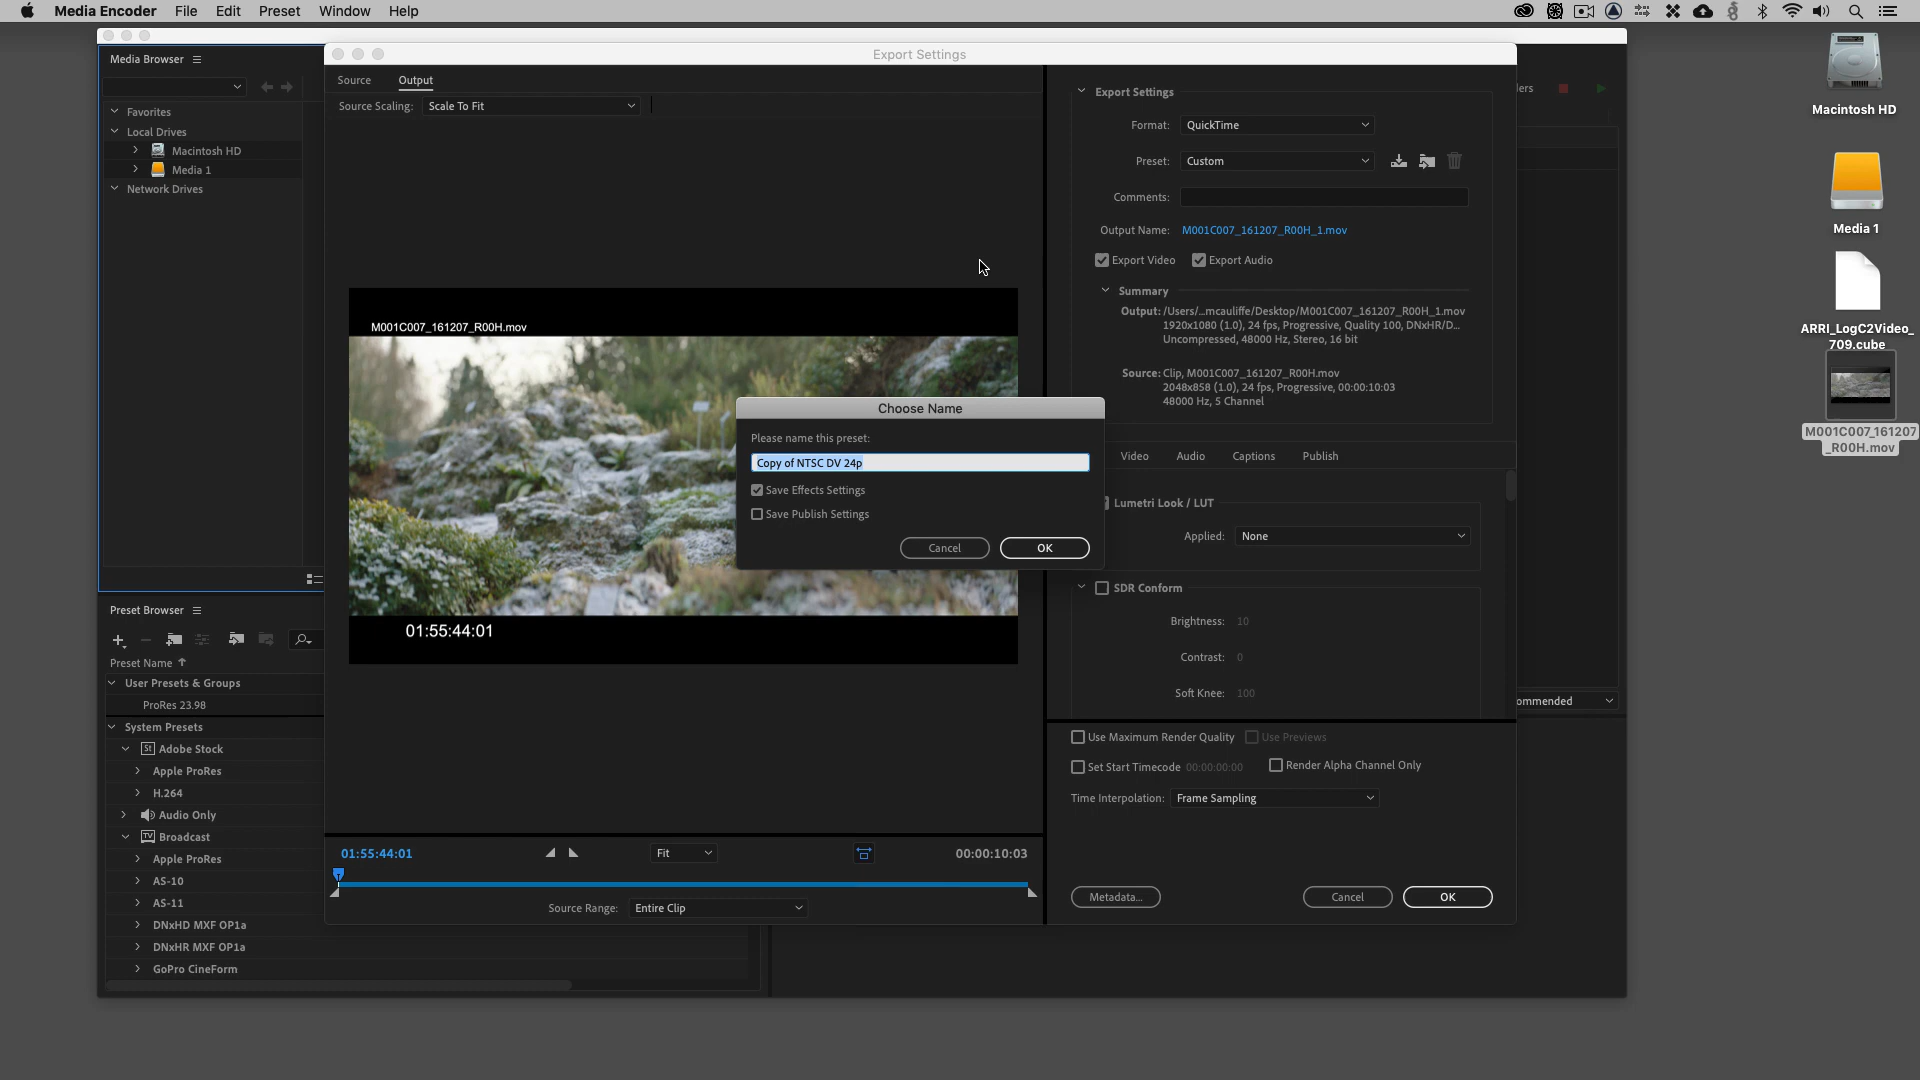 Media Encoder File Edit Preset Window Help
Export Settings
Media Browser
Favorites
Local Drives
Macintosh HD
Media 1
Network Drives
Source Output
Source Scaling: Scale To Fit
M001C007_161207_R00H.mov
01:55:44:01
Choose Name
Please name this preset:
Copy of NTSC DV 24p
Save Effects Settings
Save Publish Settings
Cancel OK
Export Settings
Format: QuickTime
Preset: Custom
Comments:
Output Name: M001C007_161207_R00H_1.mov
Export Video Export Audio
Summary
Output: /Users/...mcauliffe/Desktop/M001C007_161207_R00H_1.mov
1920x1080 (1.0), 24 fps, Progressive, Quality 100, DNxHR/D...
Uncompressed, 48000 Hz, Stereo, 16 bit
Source: Clip, M001C007_161207_R00H.mov
2048x858 (1.0), 24 fps, Progressive, 00:00:10:03
48000 Hz, 5 Channel
Video Audio Captions Publish
Lumetri Look / LUT
Applied: None
SDR Conform
Brightness: 10
Contrast: 0
Soft Knee: 100
Use Maximum Render Quality Use Previews
Set Start Timecode 00:00:00:00 Render Alpha Channel Only
Time Interpolation: Frame Sampling
Metadata... Cancel OK
01:55:44:01 Fit 00:00:10:03
Source Range: Entire Clip
Preset Browser
Preset Name
User Presets & Groups
ProRes 23.98
System Presets
St Adobe Stock
Apple ProRes
H.264
Audio Only
TV Broadcast
Apple ProRes
AS-10
AS-11
DNxHD MXF OP1a
DNxHR MXF OP1a
GoPro CineForm
ders
ommended
Macintosh HD
Media 1
ARRI_LogC2Video_
709.cube
M001C007_161207
_R00H.mov